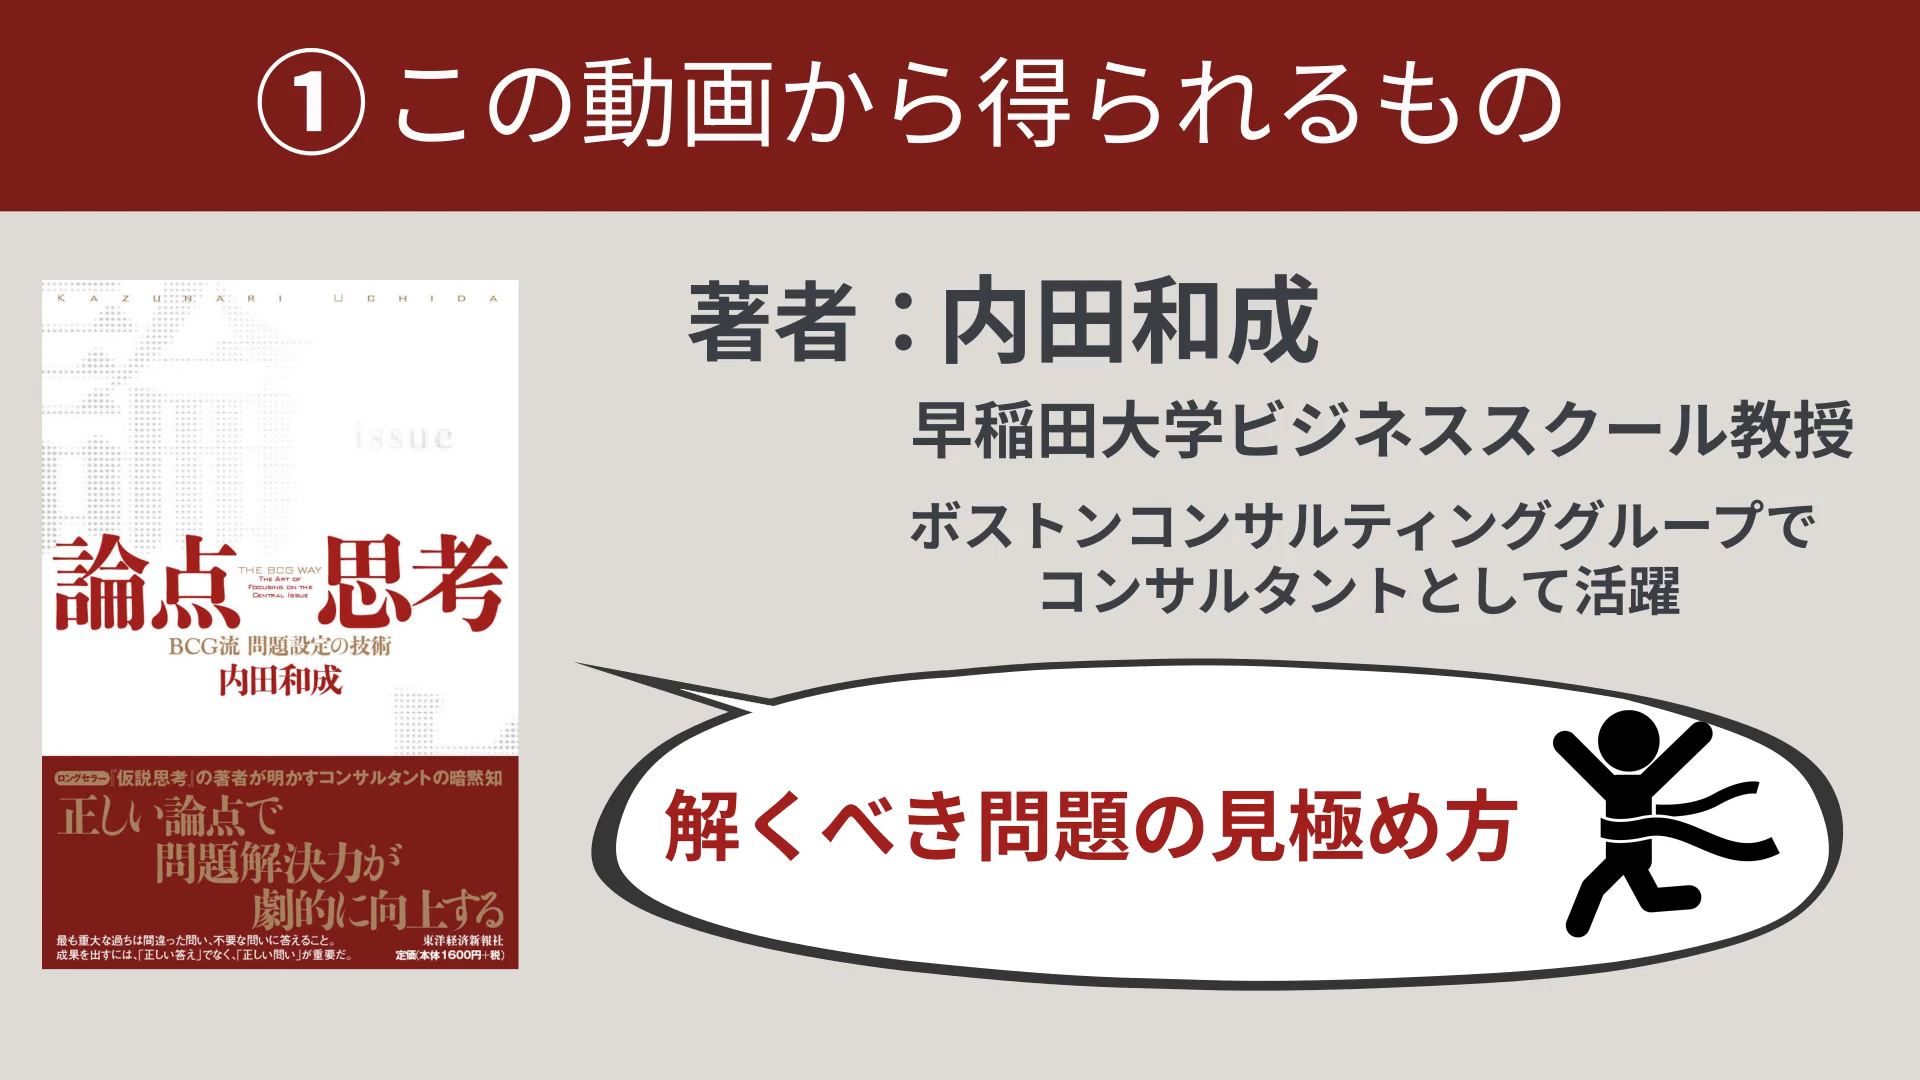 ① この動画から得られるもの
KAZUNARI UCHIDA
issue
論点思考
THE BCG WAY
THE ART OF
FOCUSING ON THE
CENTRAL ISSUE
BCG流 問題設定の技術
内田和成
ロングセラー『仮説思考』の著者が明かすコンサルタントの暗黙知
正しい論点で
問題解決力が
劇的に向上する
最も重大な過ちは間違った問い、不要な問いに答えること。
成果を出すには、「正しい答え」でなく、「正しい問い」が重要だ。
東洋経済新報社
定価(本体1600円+税)
著者：内田和成
早稲田大学ビジネススクール教授
ボストンコンサルティンググループで
コンサルタントとして活躍
解くべき問題の見極め方